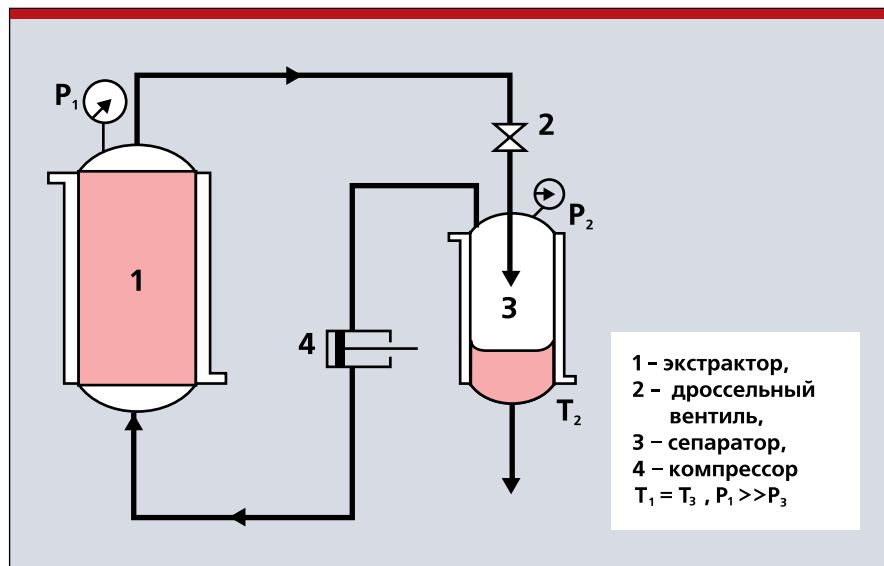 P₁
2
P₂
1
3
4
T₂
1 – экстрактор,
2 – дроссельный
вентиль,
3 – сепаратор,
4 – компрессор
T₁ = T₃ , P₁ >>P₃